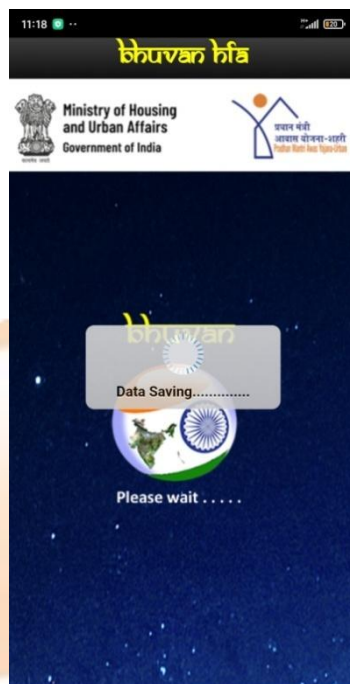 11:18
20
bhuvan hfa
Ministry of Housing
and Urban Affairs
Government of India
प्रधान मंत्री
आवास योजना-शहरी
Pradhan Mantri Awas Yojana-Urban
bhuvan
Data Saving..............
Please wait . . . . .